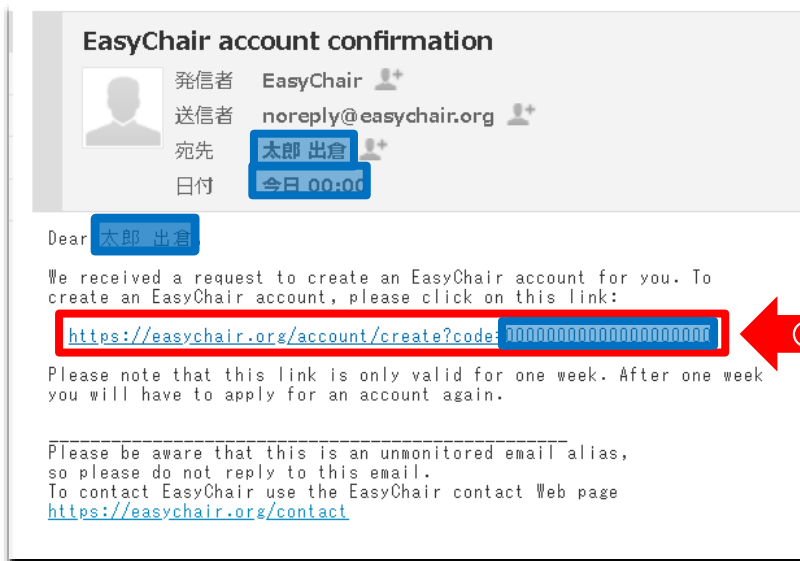 EasyChair account confirmation
発信者 EasyChair
送信者 noreply@easychair.org
宛先 太郎 出倉
日付 今日 00:00
Dear 太郎 出倉,
We received a request to create an EasyChair account for you. To
create an EasyChair account, please click on this link:
https://easychair.org/account/create?code=00000000000000000000
Please note that this link is only valid for one week. After one week
you will have to apply for an account again.
Please be aware that this is an unmonitored email alias,
so please do not reply to this email.
To contact EasyChair use the EasyChair contact Web page
https://easychair.org/contact